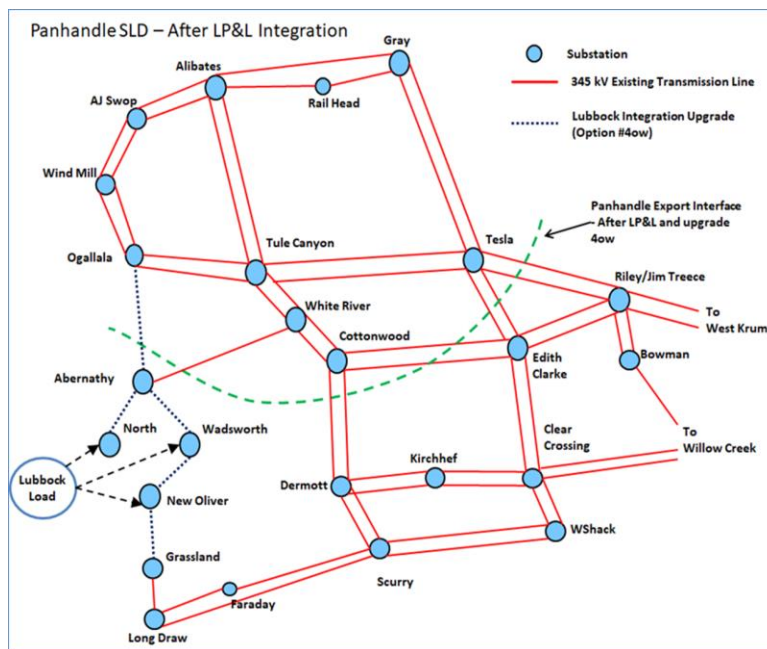 Panhandle SLD – After LP&L Integration
Gray
Alibates
Substation
345 kV Existing Transmission Line
Lubbock Integration Upgrade
(Option #4ow)
AJ Swop
Rail Head
Wind Mill
Panhandle Export Interface
- After LP&L and upgrade
4ow
Ogallala
Tule Canyon
Tesla
Riley/Jim Treece
White River
To
West Krum
Cottonwood
Edith
Clarke
Bowman
Abernathy
North
Wadsworth
Clear
Crossing
To
Willow Creek
Lubbock
Load
Kirchhef
Dermott
New Oliver
WShack
Grassland
Scurry
Faraday
Long Draw